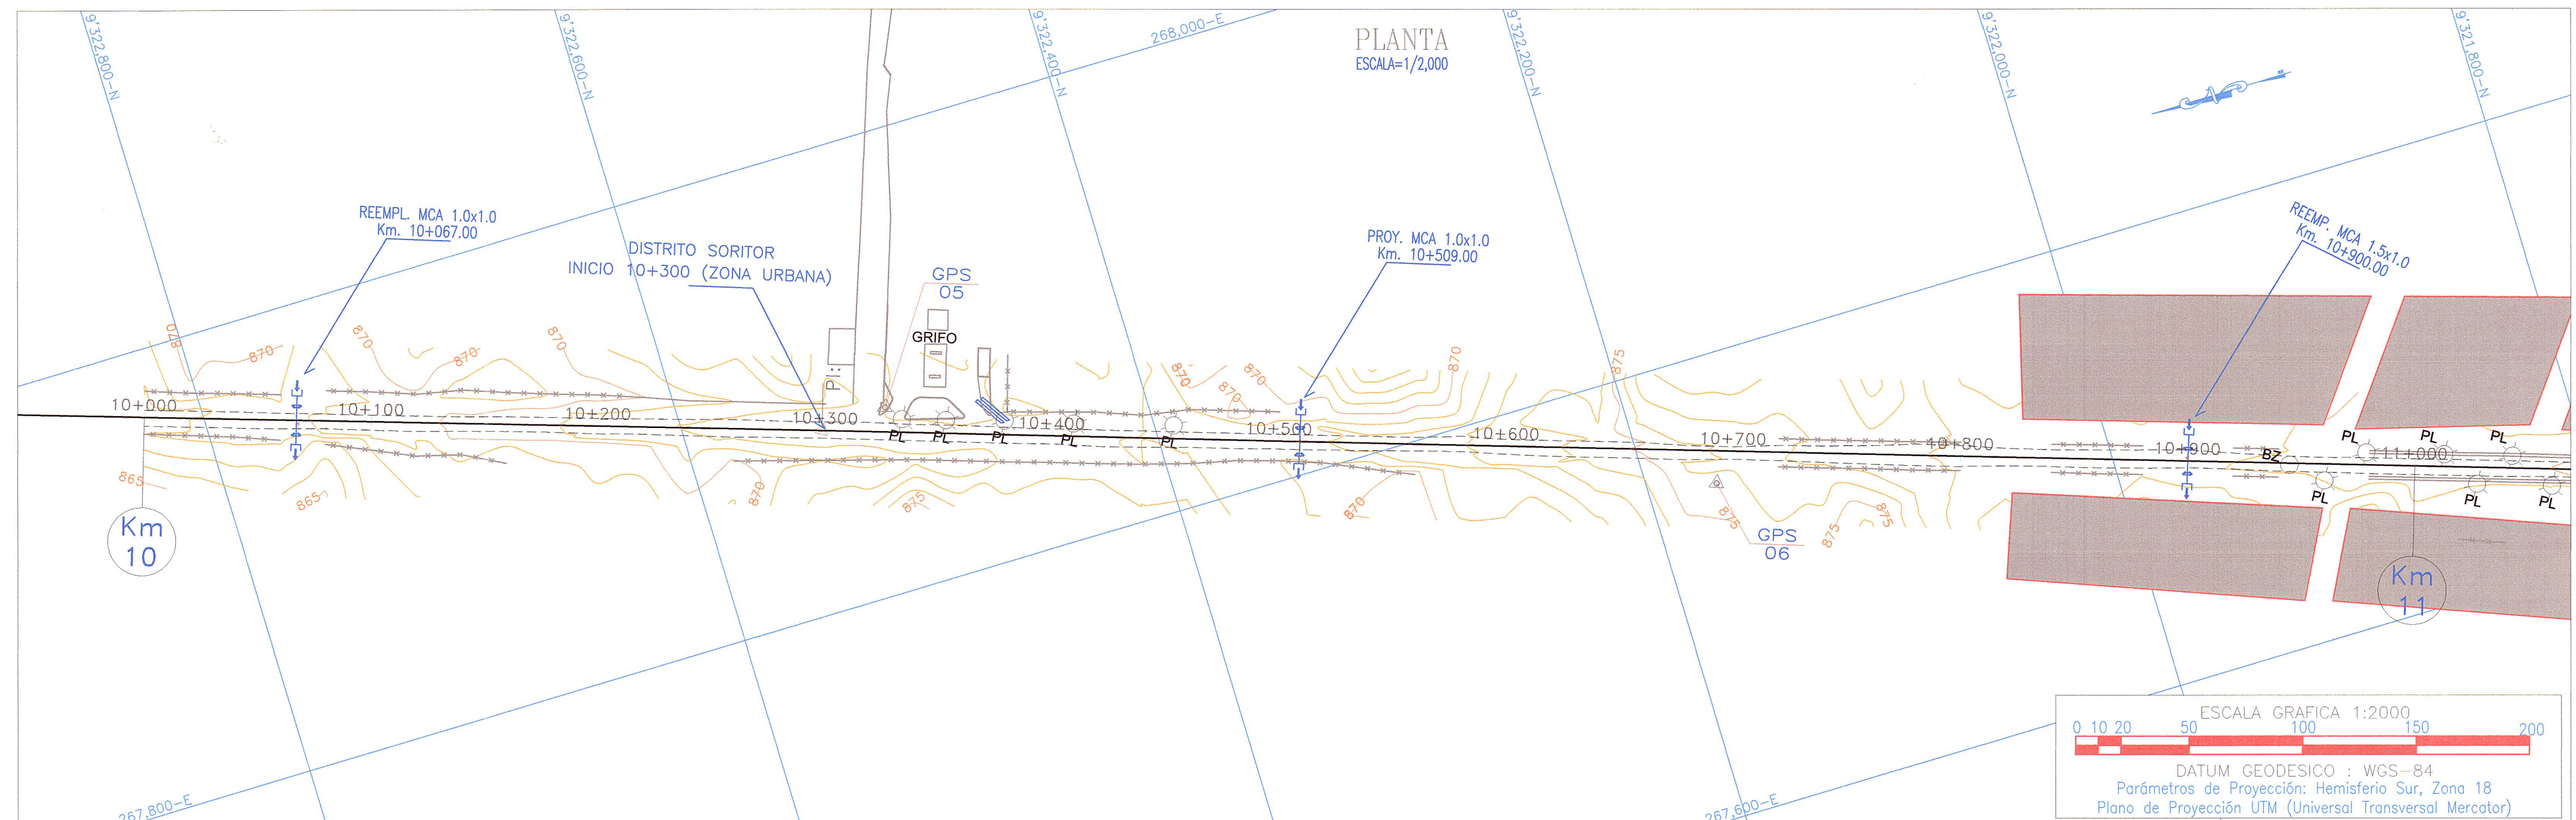 9'322,800-N
9'322,600-N
9'322,400-N
268,000-E
PLANTA
ESCALA=1/2,000
9'322,200-N
9'322,000-N
9'321,800-N
REEMPL. MCA 1.0x1.0
Km. 10+067.00
DISTRITO SORITOR
INICIO 10+300 (ZONA URBANA)
GPS
05
PROY. MCA 1.0x1.0
Km. 10+509.00
REEMP. MCA 1.5x1.0
Km. 10+900.00
GRIFO
870
870
870
870
870
870
870
870
870
875
10+000
10+100
10+200
10+300
10+400
10+500
10+600
10+700
10+800
10+900
11+000
PL
PL
PL
PL
PL
BZ
PL
PL
PL
PL
PL
PL
865
865
870
875
870
875
875
875
GPS
06
Km
10
Km
11
267,800-E
267,600-E
ESCALA GRAFICA 1:2000
0 10 20 50 100 150 200
DATUM GEODESICO : WGS-84
Parámetros de Proyección: Hemisferio Sur, Zona 18
Plano de Proyección UTM (Universal Transversal Mercator)